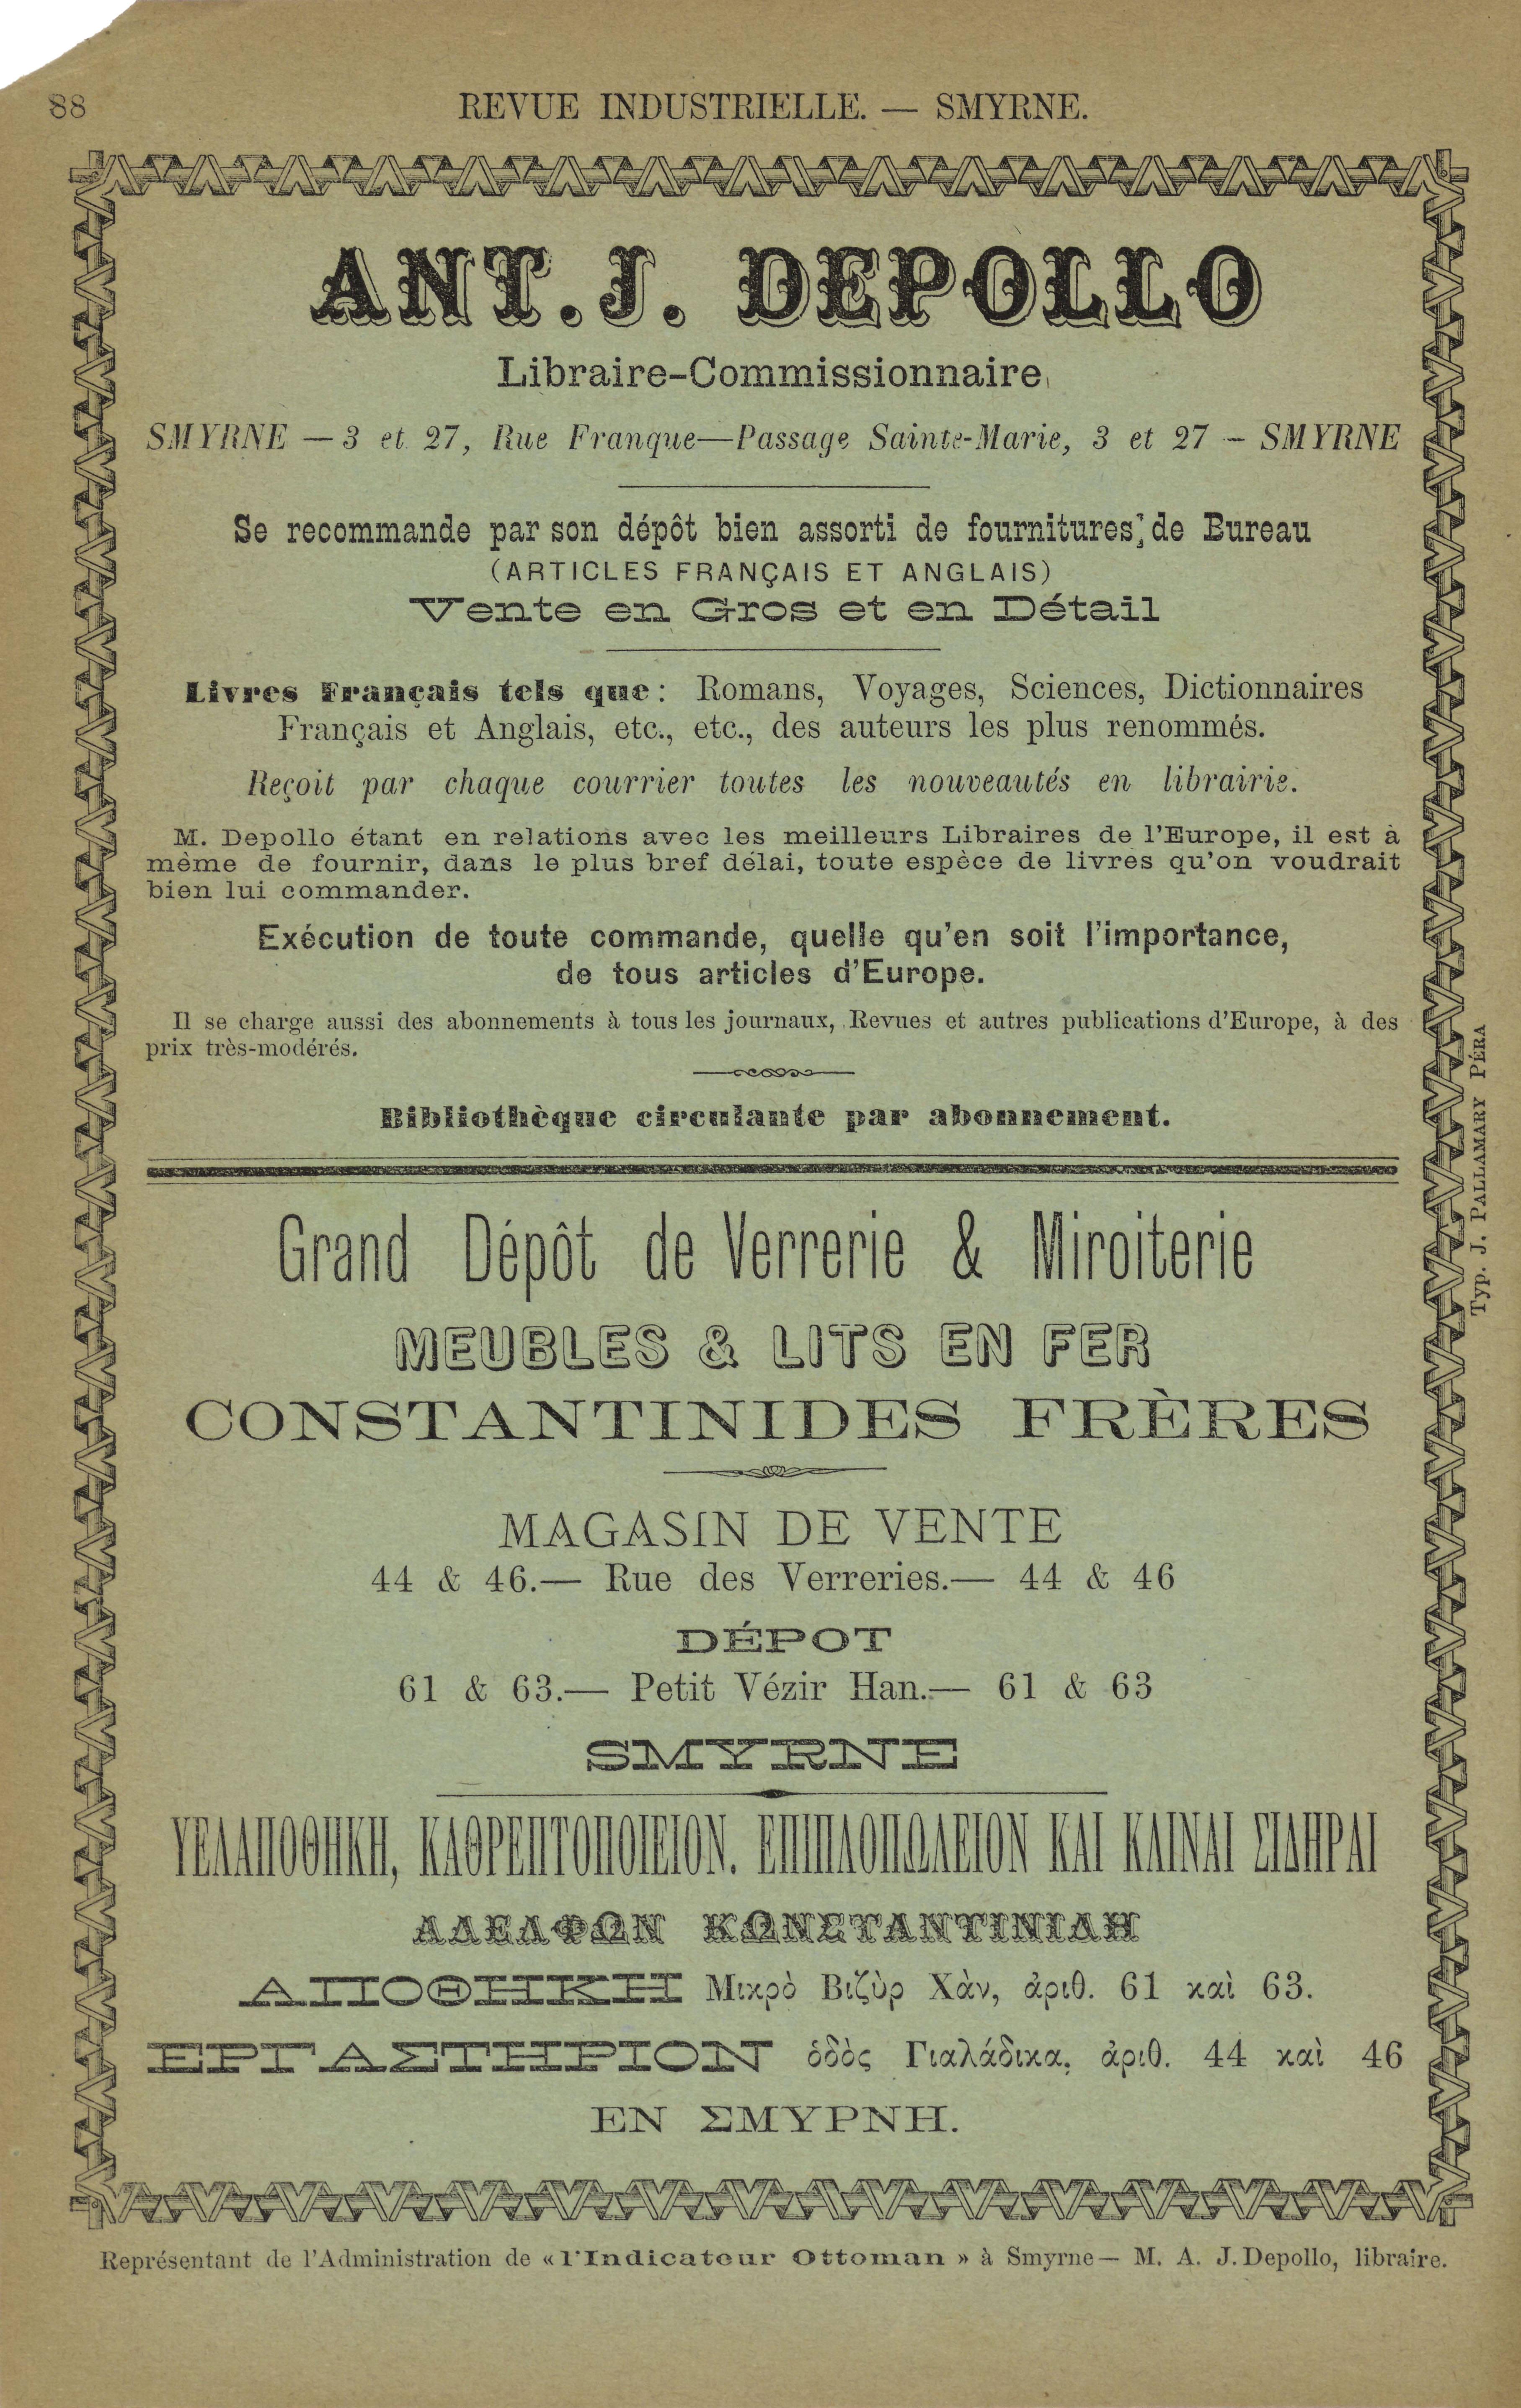 88
REVUE INDUSTRIELLE. — SMYRNE.
ANT. J. DEPOLLO
Libraire-Commissionnaire
SMYRNE — 3 et 27, Rue Franque—Passage Sainte-Marie, 3 et 27 — SMYRNE
Se recommande par son dépôt bien assorti de fournitures, de Bureau
(ARTICLES FRANÇAIS ET ANGLAIS)
Vente en Gros et en Détail
Livres Français tels que: Romans, Voyages, Sciences, Dictionnaires
Français et Anglais, etc., etc., des auteurs les plus renommés.
Reçoit par chaque courrier toutes les nouveautés en librairie.
M. Depollo étant en relations avec les meilleurs Libraires de l'Europe, il est à
même de fournir, dans le plus bref délai, toute espèce de livres qu'on voudrait
bien lui commander.
Exécution de toute commande, quelle qu'en soit l'importance,
de tous articles d'Europe.
Il se charge aussi des abonnements à tous les journaux, Revues et autres publications d'Europe, à des
prix très-modérés.
Bibliothèque circulante par abonnement.
Grand Dépôt de Verrerie & Miroiterie
MEUBLES & LITS EN FER
CONSTANTINIDES FRÈRES
MAGASIN DE VENTE
44 & 46.— Rue des Verreries.— 44 & 46
DÉPOT
61 & 63.— Petit Vézir Han.— 61 & 63
SMYRNE
ΥΕΛΑΠΟΘΗΚΗ, ΚΑΘΡΕΠΤΟΠΟΙΕΙΟΝ. ΕΠΙΠΛΟΠΩΛΕΙΟΝ ΚΑΙ ΚΛΙΝΑΙ ΣΙΔΗΡΑΙ
ΑΔΕΛΦΩΝ ΚΩΝΣΤΑΝΤΙΝΙΔΗ
ΑΠΟΘΗΚΗ Μικρὸ Βιζὺρ Χὰν, ἀριθ. 61 καὶ 63.
ΕΡΓΑΣΤΗΡΙΟΝ ὁδὸς Γιαλάδικα, ἀριθ. 44 καὶ 46
ΕΝ ΣΜΥΡΝΗ.
Typ. J. PALLAMARY PÉRA
Représentant de l'Administration de « l'Indicateur Ottoman » à Smyrne— M. A. J. Depollo, libraire.